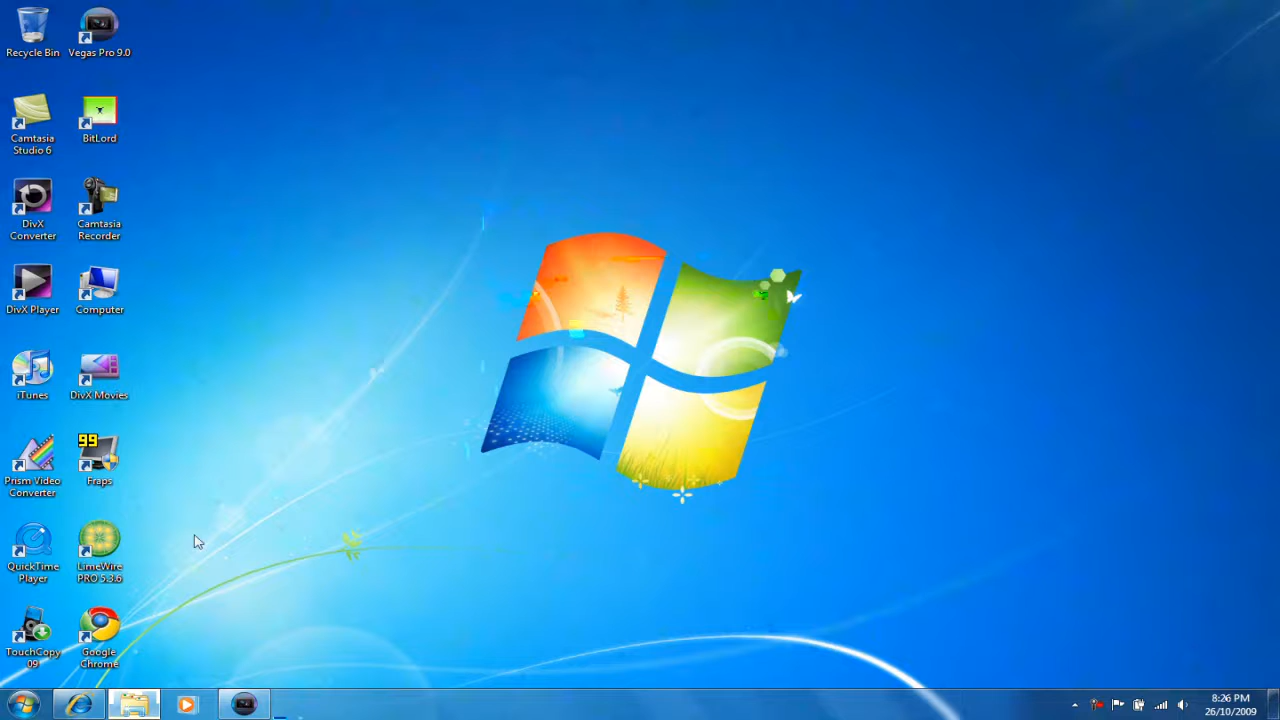 Recycle Bin
Vegas Pro 9.0
Camtasia
Studio 6
BitLord
DivX
Converter
Camtasia
Recorder
DivX Player
Computer
iTunes
DivX Movies
Prism Video
Converter
99
Fraps
QuickTime
Player
LimeWire
PRO 5.3.6
TouchCopy
09
Google
Chrome
8:26 PM
26/10/2009